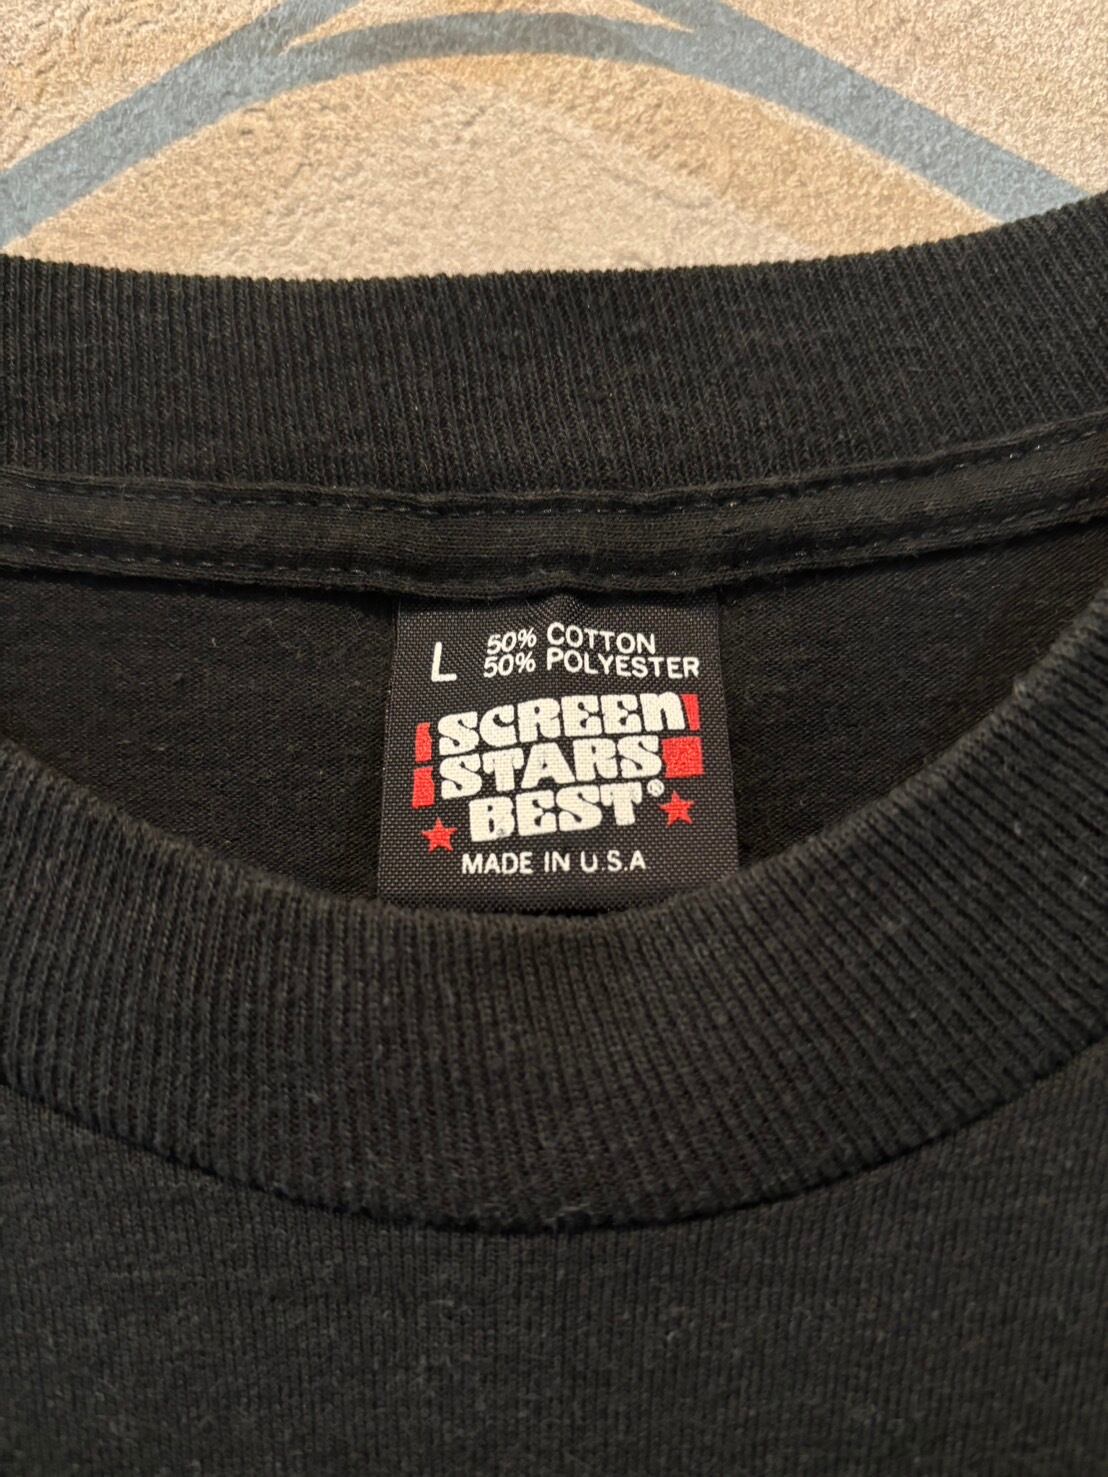 L 50% COTTON
50% POLYESTER
SCREEN
STARS
BEST®
MADE IN U.S.A